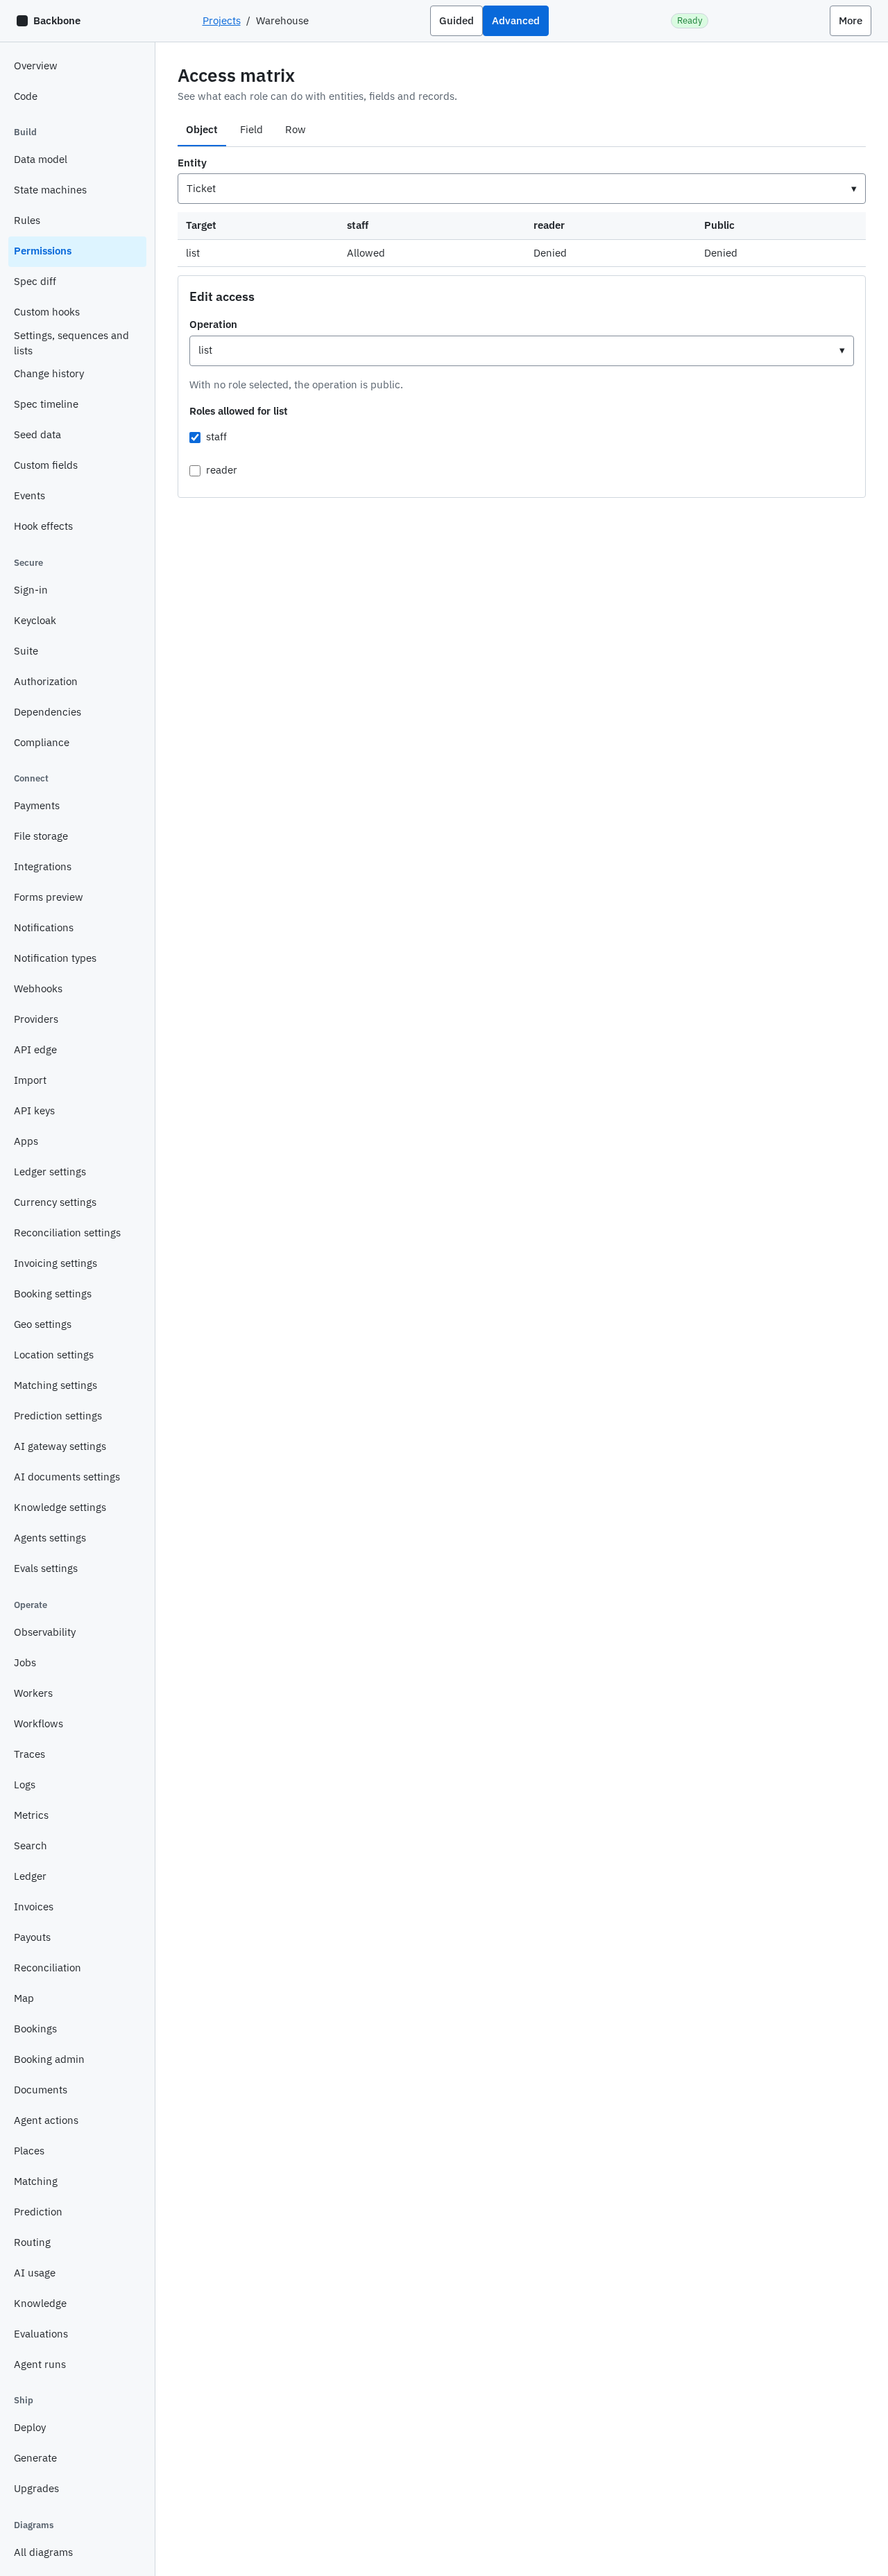 Backbone
Projects / Warehouse
Guided
Advanced
Ready
More
Overview
Code
Build
Data model
State machines
Rules
Permissions
Spec diff
Custom hooks
Settings, sequences and
lists
Change history
Spec timeline
Seed data
Custom fields
Events
Hook effects
Secure
Sign-in
Keycloak
Suite
Authorization
Dependencies
Compliance
Connect
Payments
File storage
Integrations
Forms preview
Notifications
Notification types
Webhooks
Providers
API edge
Import
API keys
Apps
Ledger settings
Currency settings
Reconciliation settings
Invoicing settings
Booking settings
Geo settings
Location settings
Matching settings
Prediction settings
AI gateway settings
AI documents settings
Knowledge settings
Agents settings
Evals settings
Operate
Observability
Jobs
Workers
Workflows
Traces
Logs
Metrics
Search
Ledger
Invoices
Payouts
Reconciliation
Map
Bookings
Booking admin
Documents
Agent actions
Places
Matching
Prediction
Routing
AI usage
Knowledge
Evaluations
Agent runs
Ship
Deploy
Generate
Upgrades
Diagrams
All diagrams
Access matrix
See what each role can do with entities, fields and records.
Object Field Row
Entity
Ticket
Target staff reader Public
list Allowed Denied Denied
Edit access
Operation
list
With no role selected, the operation is public.
Roles allowed for list
staff
reader